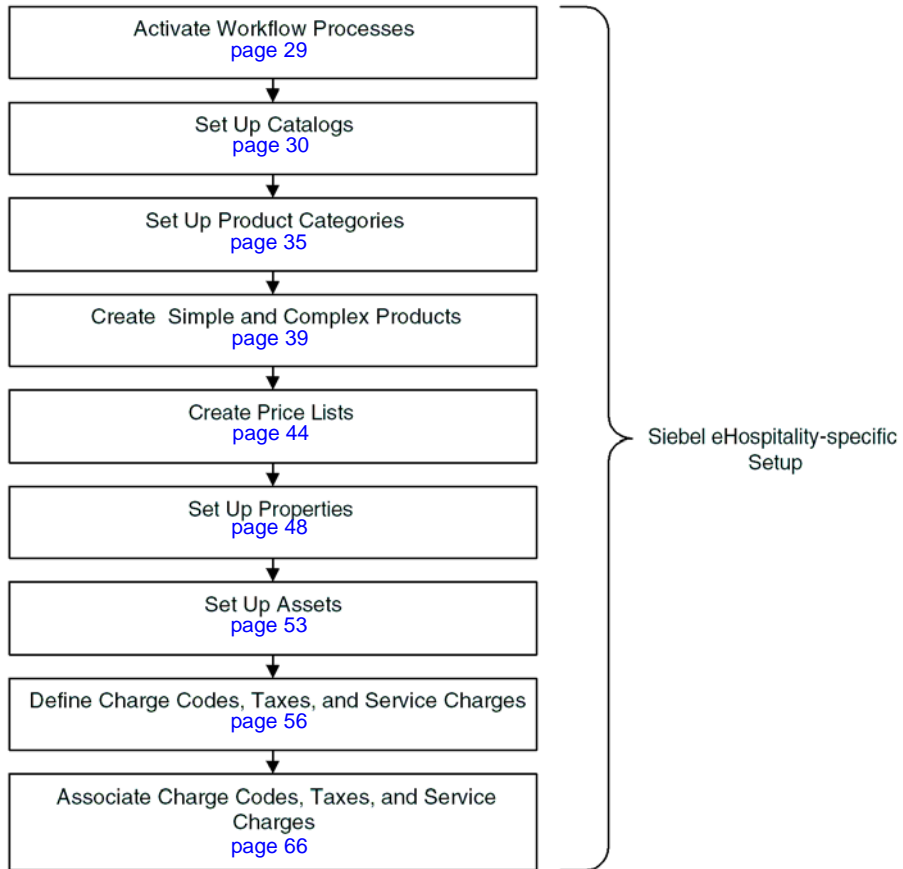 Activate Workflow Processes
page 29
Set Up Catalogs
page 30
Set Up Product Categories
page 35
Create Simple and Complex Products
page 39
Create Price Lists
page 44
Set Up Properties
page 48
Set Up Assets
page 53
Define Charge Codes, Taxes, and Service Charges
page 56
Associate Charge Codes, Taxes, and Service
Charges
page 66
Siebel eHospitality-specific
Setup